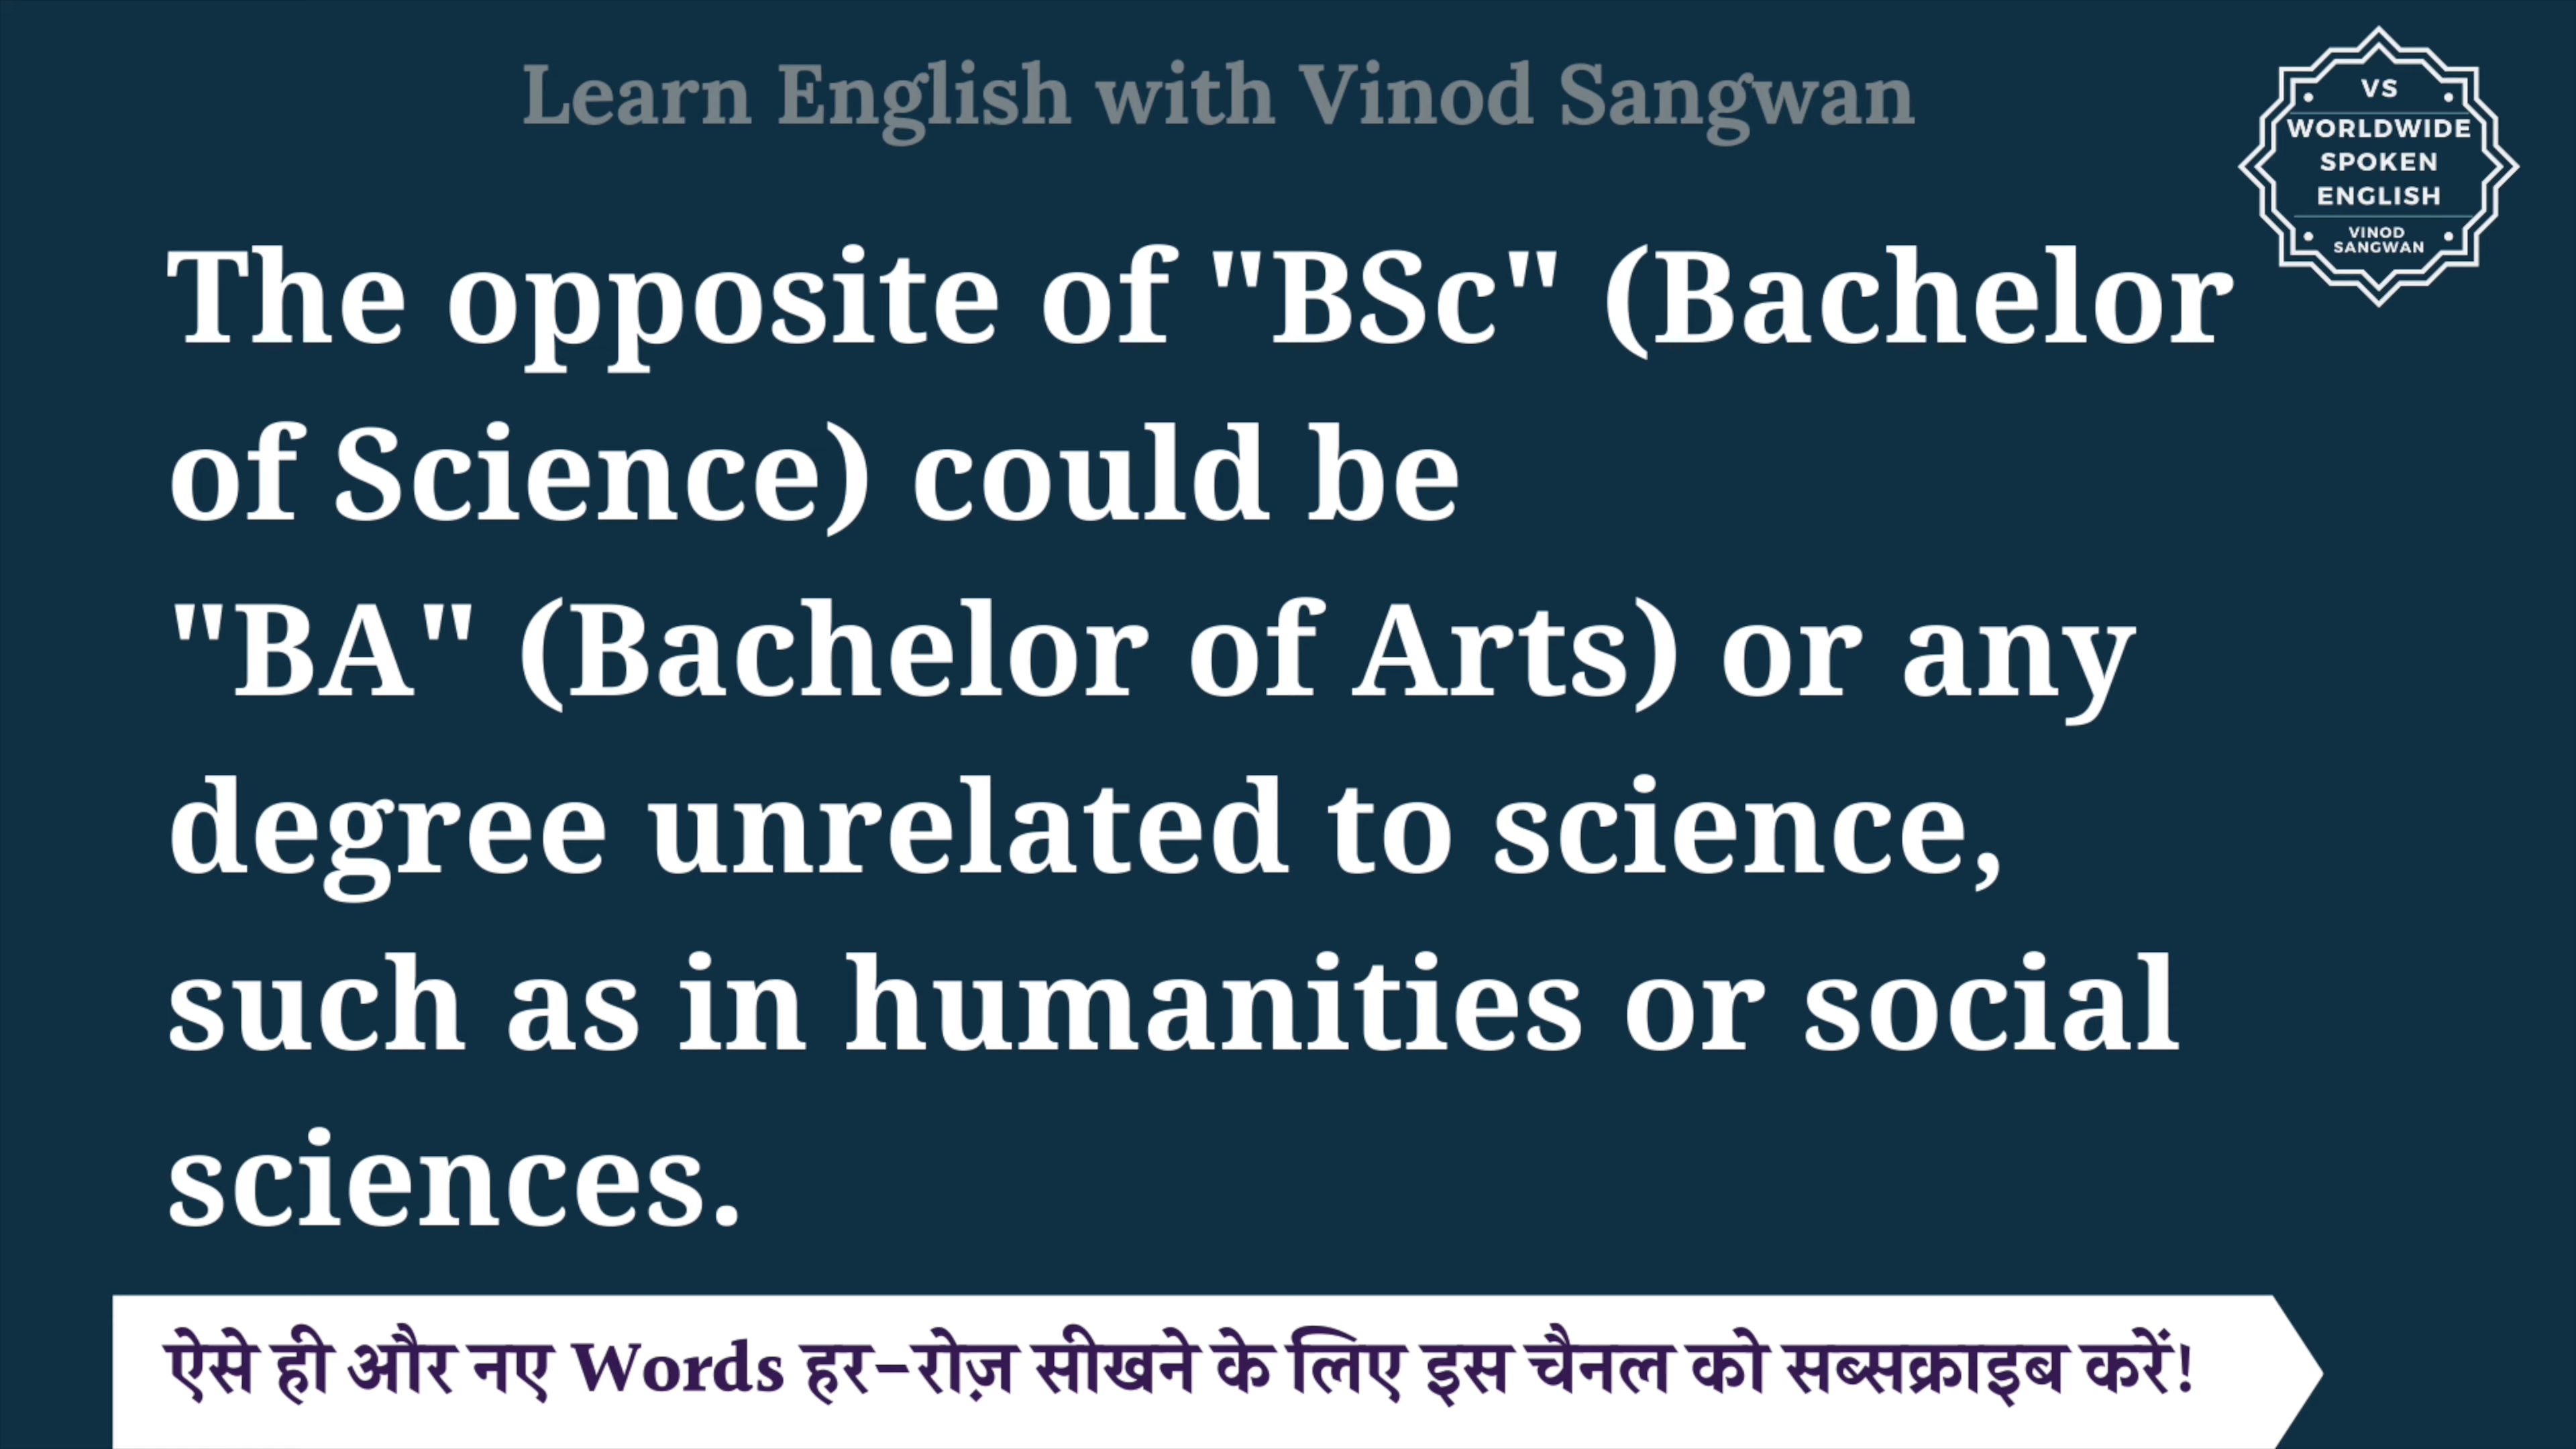 Learn English with Vinod Sangwan
VS
WORLDWIDE
SPOKEN
ENGLISH
VINOD
SANGWAN
The opposite of "BSc" (Bachelor
of Science) could be
"BA" (Bachelor of Arts) or any
degree unrelated to science,
such as in humanities or social
sciences.
ऐसे ही और नए Words हर-रोज़ सीखने के लिए इस चैनल को सब्सक्राइब करें!